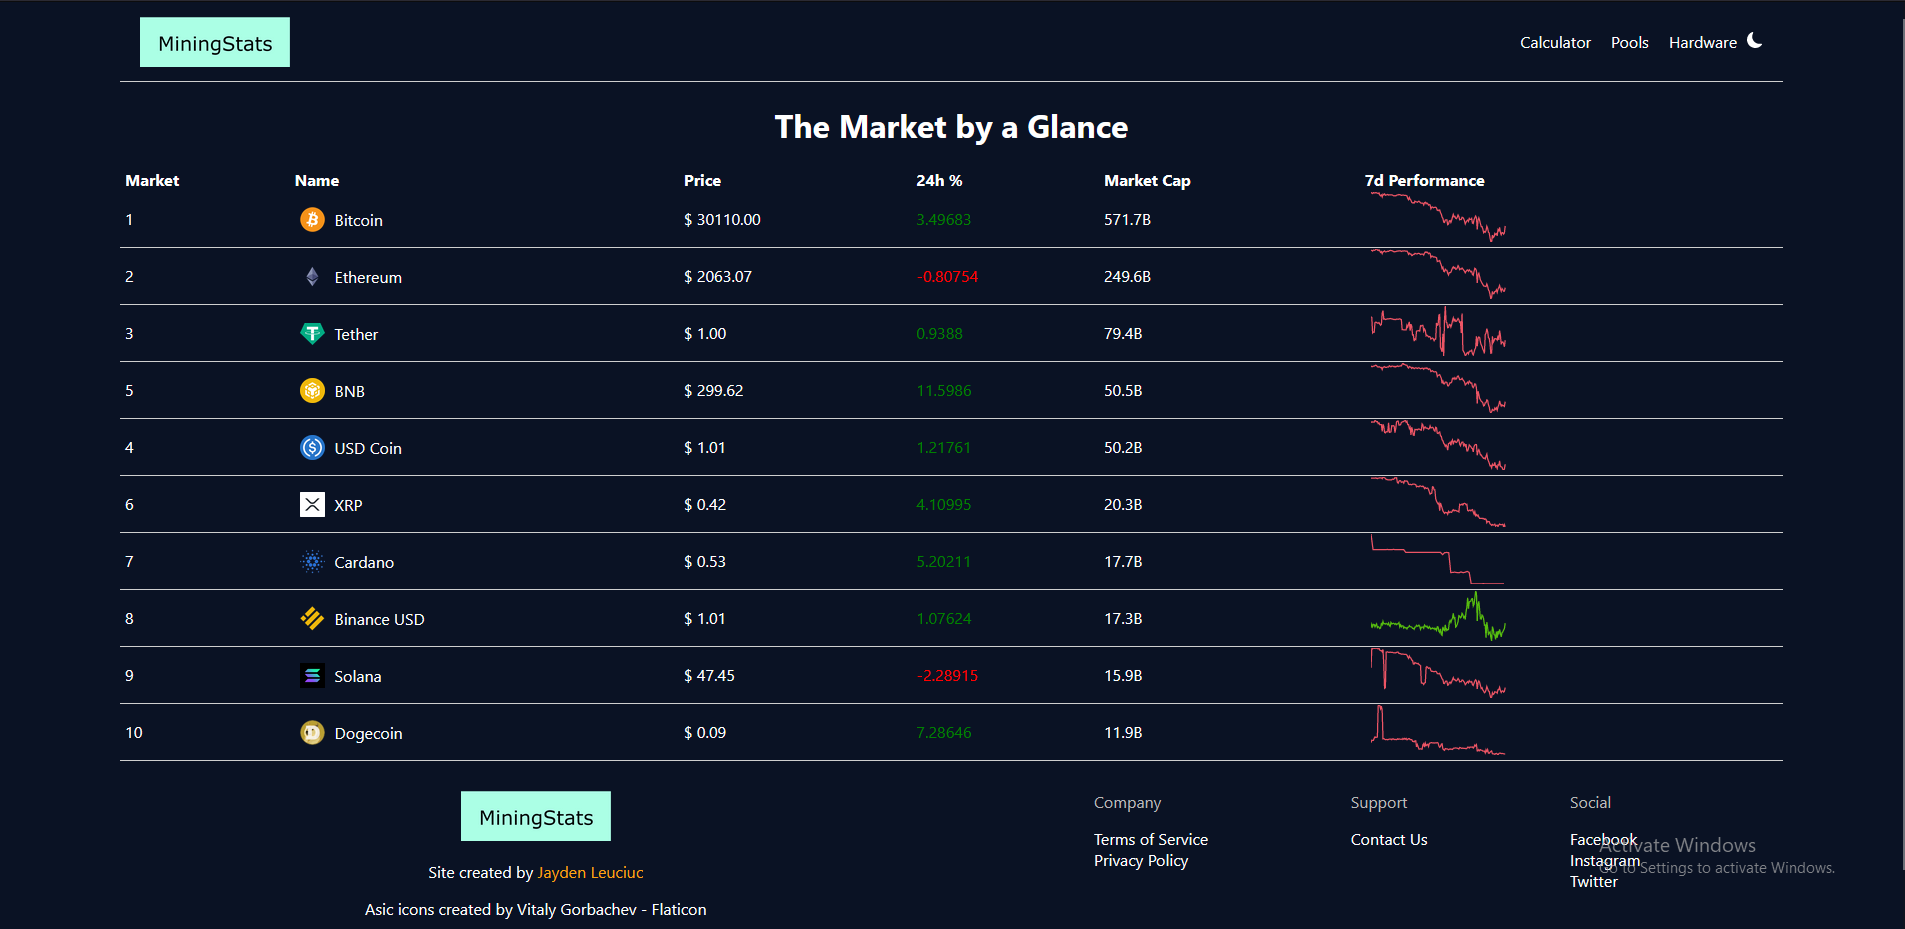 MiningStats
Calculator Pools Hardware
The Market by a Glance
Market Name Price 24h % Market Cap 7d Performance
1 Bitcoin $ 30110.00 3.49683 571.7B
2 Ethereum $ 2063.07 -0.80754 249.6B
3 Tether $ 1.00 0.9388 79.4B
5 BNB $ 299.62 11.5986 50.5B
4 USD Coin $ 1.01 1.21761 50.2B
6 XRP $ 0.42 4.10995 20.3B
7 Cardano $ 0.53 5.20211 17.7B
8 Binance USD $ 1.01 1.07624 17.3B
9 Solana $ 47.45 -2.28915 15.9B
10 Dogecoin $ 0.09 7.28646 11.9B
MiningStats
Site created by Jayden Leuciuc
Asic icons created by Vitaly Gorbachev - Flaticon
Company
Terms of Service
Privacy Policy
Support
Contact Us
Social
Facebook
Instagram
Twitter
Activate Windows
Go to Settings to activate Windows.